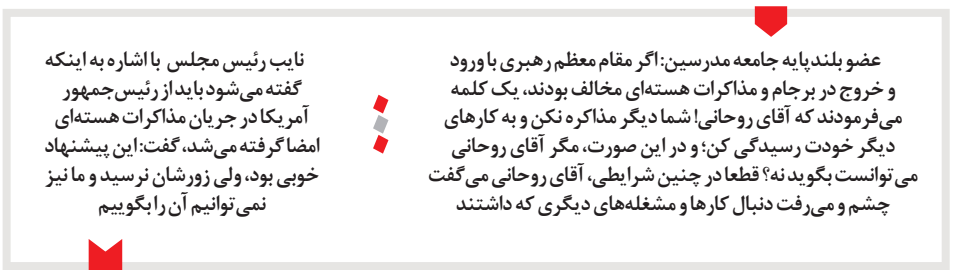 عضو بلندپایه جامعه مدرسین: اگر مقام معظم رهبری با ورود
و خروج در برجام و مذاکرات هسته‌ای مخالف بودند، یک کلمه
می‌فرمودند که آقای روحانی! شما دیگر مذاکره نکن و به کارهای
دیگر خودت رسیدگی کن؛ و در این صورت، مگر آقای روحانی
می‌توانست بگوید نه؟ قطعا در چنین شرایطی، آقای روحانی می‌گفت
چشم و می‌رفت دنبال کارها و مشغله‌های دیگری که داشتند
نایب رئیس مجلس با اشاره به اینکه
گفته می‌شود باید از رئیس‌جمهور
آمریکا در جریان مذاکرات هسته‌ای
امضا گرفته می‌شد، گفت: این پیشنهاد
خوبی بود، ولی زورشان نرسید و ما نیز
نمی‌توانیم آن را بگوییم